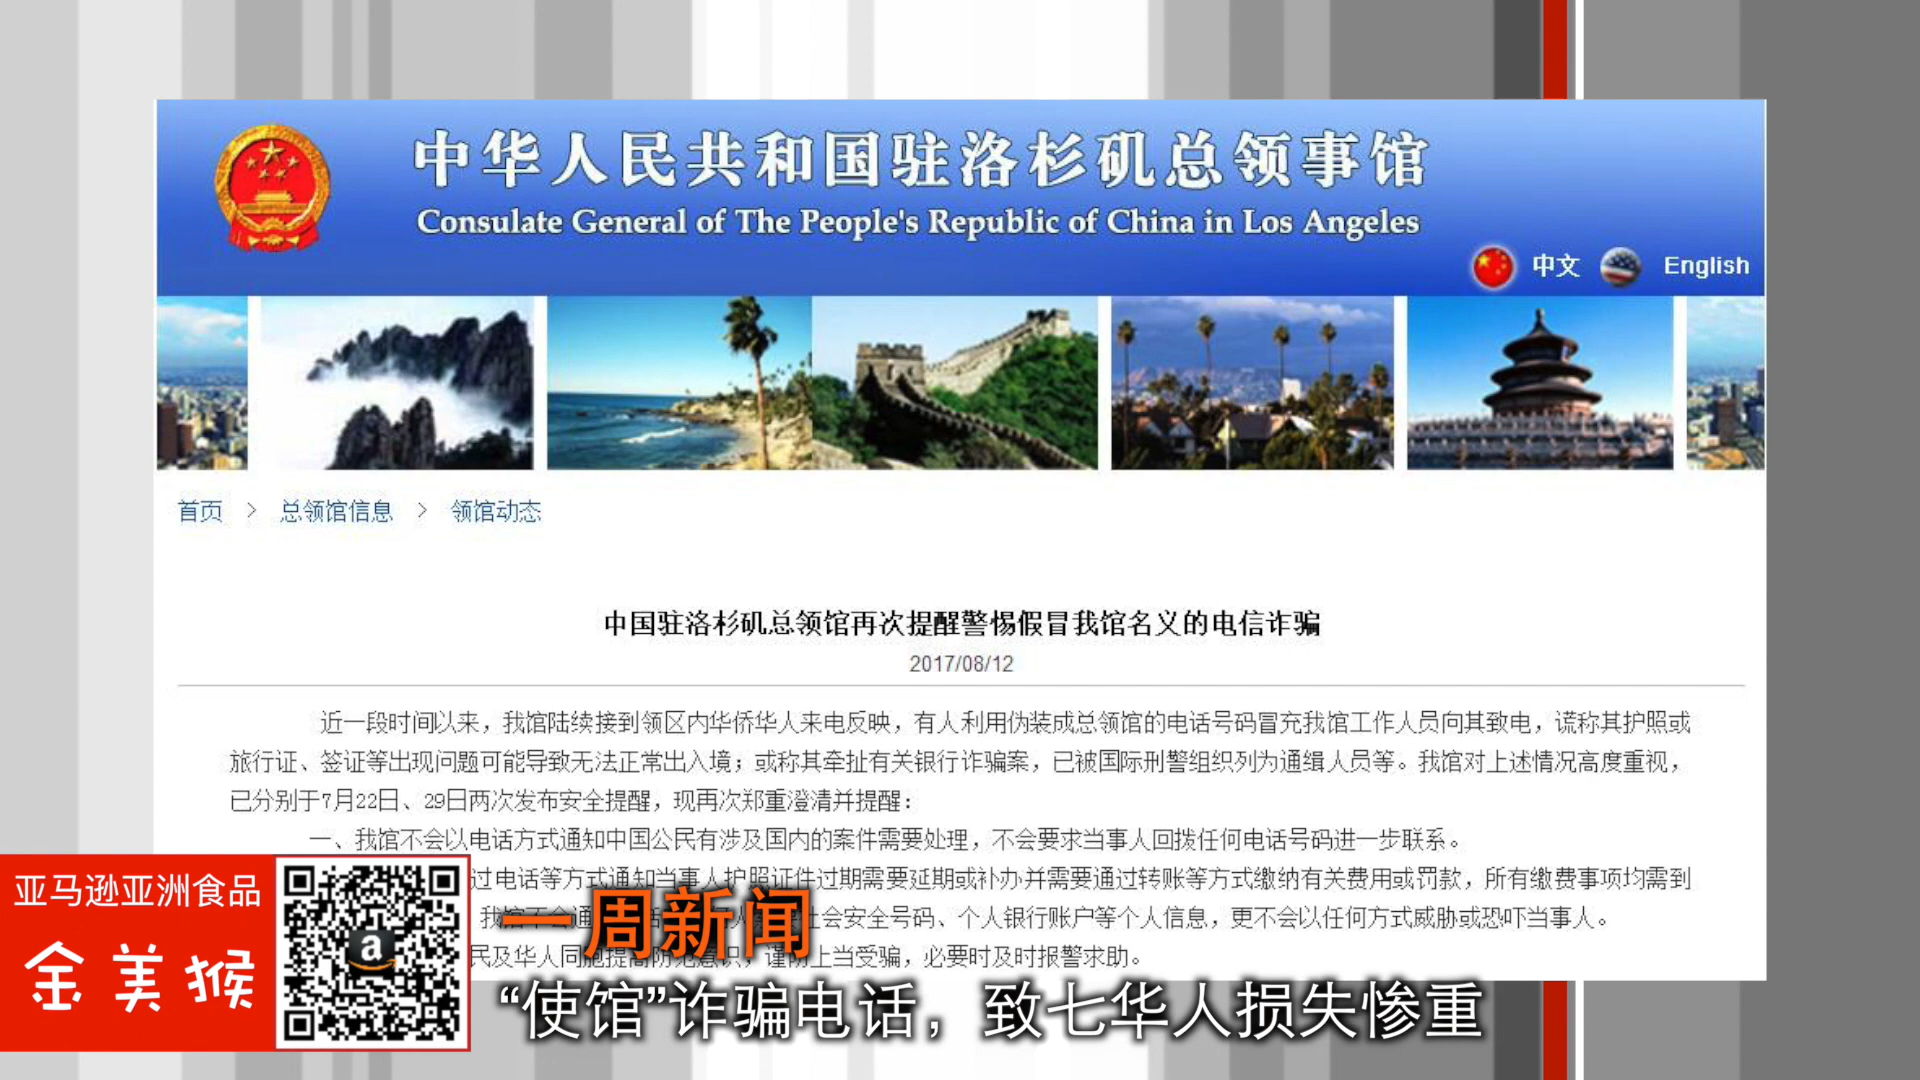 中华人民共和国驻洛杉矶总领事馆
Consulate General of The People's Republic of China in Los Angeles
中文 English
首页 > 总领馆信息 > 领馆动态
中国驻洛杉矶总领馆再次提醒警惕假冒我馆名义的电信诈骗
2017/08/12
近一段时间以来，我馆陆续接到领区内华侨华人来电反映，有人利用伪装成总领馆的电话号码冒充我馆工作人员向其致电，谎称其护照或
旅行证、签证等出现问题可能导致无法正常出入境；或称其牵扯有关银行诈骗案，已被国际刑警组织列为通缉人员等。我馆对上述情况高度重视，
已分别于7月22日、29日两次发布安全提醒，现再次郑重澄清并提醒：
一、我馆不会以电话方式通知中国公民有涉及国内的案件需要处理，不会要求当事人回拨任何电话号码进一步联系。
过电话等方式通知当事人护照证件过期需要延期或补办并需要通过转账等方式缴纳有关费用或罚款，所有缴费事项均需到
我馆不会通 社会安全号码、个人银行账户等个人信息，更不会以任何方式威胁或恐吓当事人。
民及华人同胞提高防范意识，谨防上当受骗，必要时及时报警求助。
亚马逊亚洲食品
金美猴
a
一周新闻
“使馆”诈骗电话，致七华人损失惨重